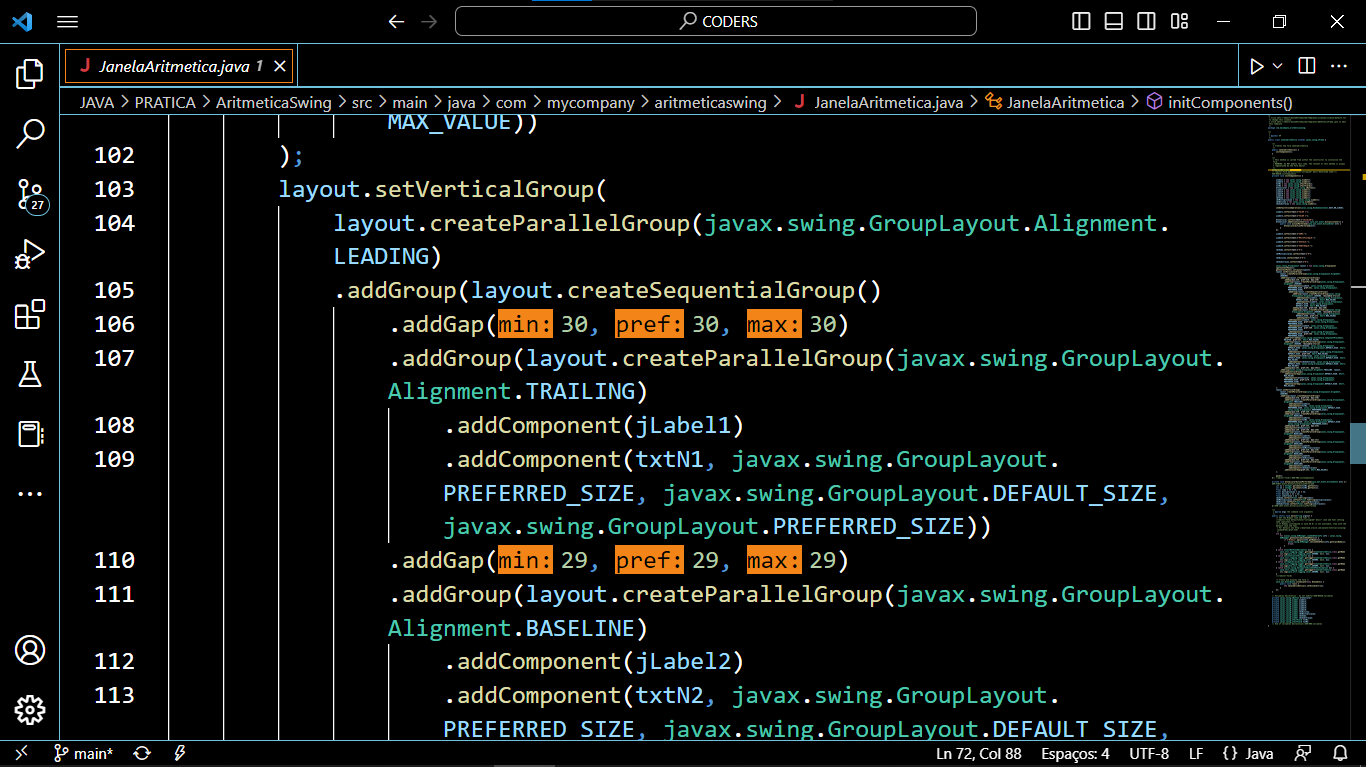 CODERS
JanelaAritmetica.java 1
JAVA > PRATICA > AritmeticaSwing > src > main > java > com > mycompany > aritmeticaswing > JanelaAritmetica.java > JanelaAritmetica > initComponents()
MAX_VALUE))
102 );
103 layout.setVerticalGroup(
104 layout.createParallelGroup(javax.swing.GroupLayout.Alignment.
LEADING)
105 .addGroup(layout.createSequentialGroup()
106 .addGap(min: 30, pref: 30, max: 30)
107 .addGroup(layout.createParallelGroup(javax.swing.GroupLayout.
Alignment.TRAILING)
108 .addComponent(jLabel1)
109 .addComponent(txtN1, javax.swing.GroupLayout.
PREFERRED_SIZE, javax.swing.GroupLayout.DEFAULT_SIZE,
javax.swing.GroupLayout.PREFERRED_SIZE))
110 .addGap(min: 29, pref: 29, max: 29)
111 .addGroup(layout.createParallelGroup(javax.swing.GroupLayout.
Alignment.BASELINE)
112 .addComponent(jLabel2)
113 .addComponent(txtN2, javax.swing.GroupLayout.
PREFERRED_SIZE, javax.swing.GroupLayout.DEFAULT_SIZE,
27
main* Ln 72, Col 88 Espaços: 4 UTF-8 LF {} Java